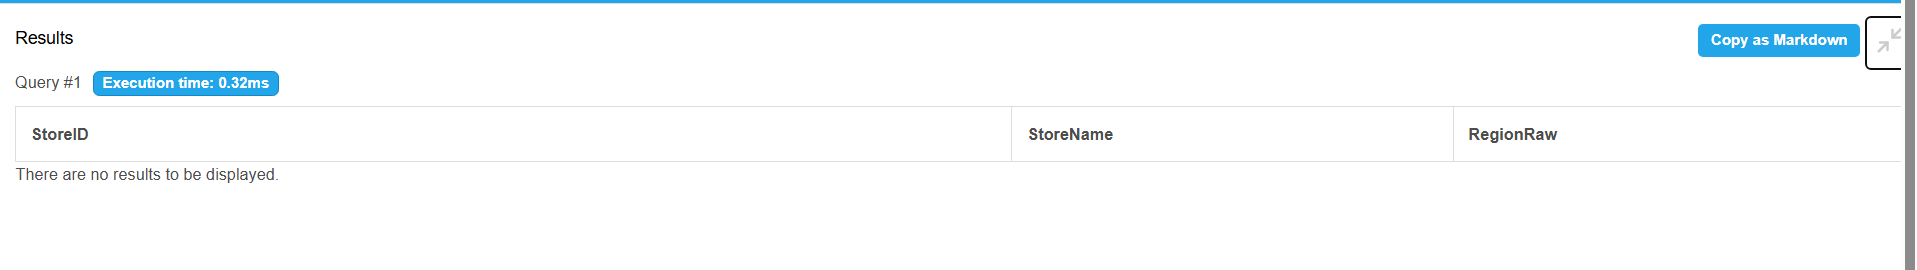 Results
Copy as Markdown
Query #1 Execution time: 0.32ms
StoreID StoreName RegionRaw
There are no results to be displayed.